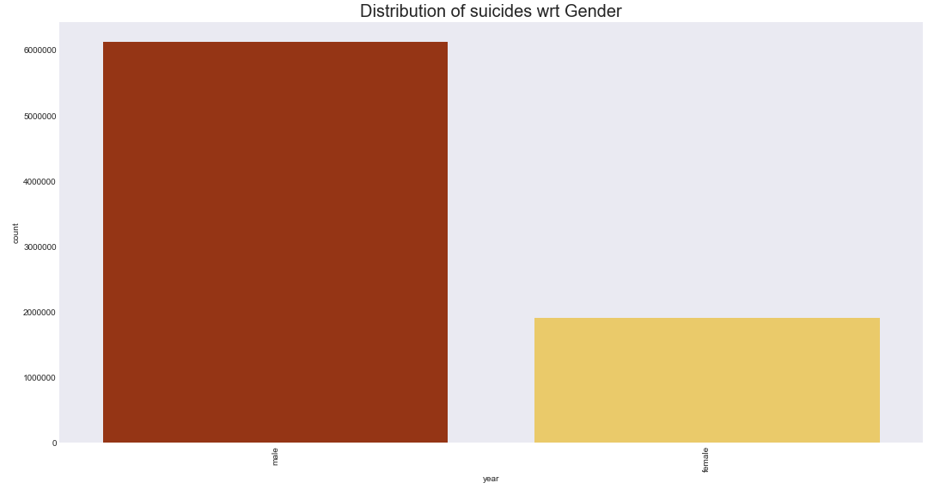 Distribution of suicides wrt Gender
6000000
5000000
4000000
3000000
2000000
1000000
0
count
male
female
year